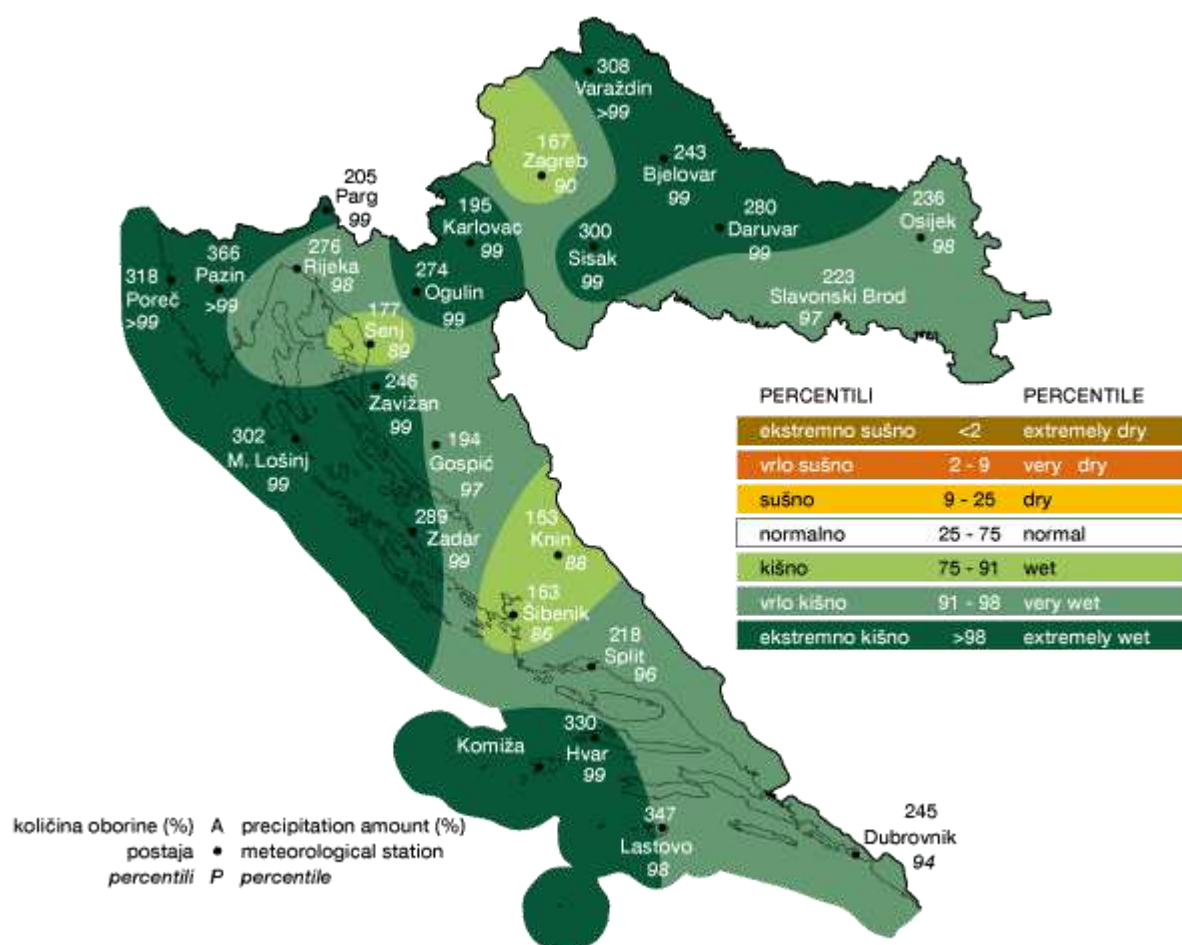 308
Varaždin
>99
167
Zagreb
90
243
Bjelovar
99
205
Parg
99
195
Karlovac
99
236
Osijek
98
280
Daruvar
99
300
Sisak
99
366
Pazin
>99
276
Rijeka
98
318
Poreč
>99
274
Ogulin
99
223
Slavonski Brod
97
177
Senj
89
246
Zavižan
99
302
M. Lošinj
99
194
Gospić
97
289
Zadar
99
153
Knin
88
163
Šibenik
86
218
Split
96
330
Hvar
99
Komiža
347
Lastovo
98
245
Dubrovnik
94
PERCENTILI PERCENTILE
ekstremno sušno <2 extremely dry
vrlo sušno 2 - 9 very dry
sušno 9 - 25 dry
normalno 25 - 75 normal
kišno 75 - 91 wet
vrlo kišno 91 - 98 very wet
ekstremno kišno >98 extremely wet
količina oborine (%) A precipitation amount (%)
postaja • meteorological station
percentili P percentile